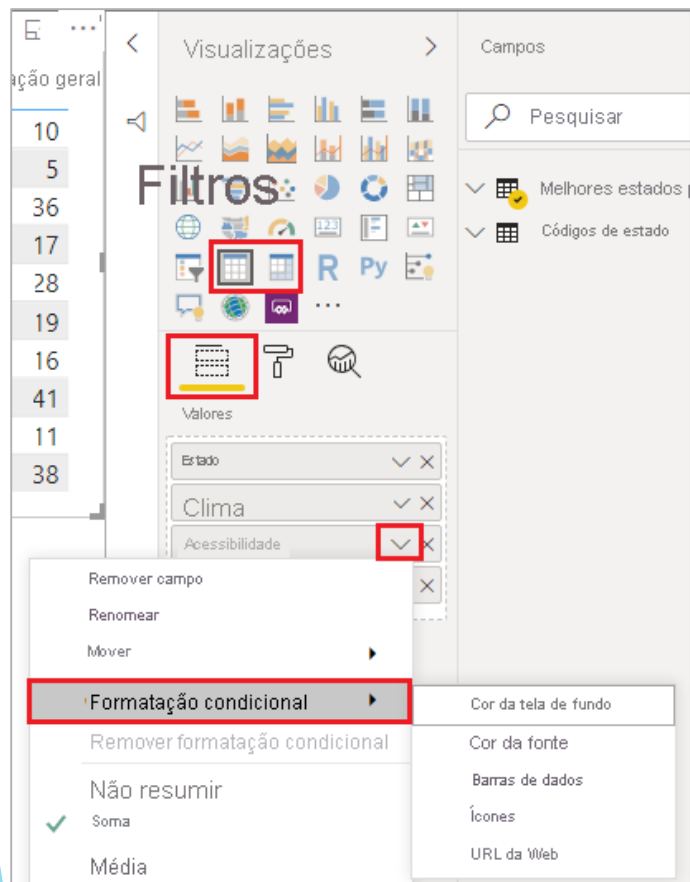 ação geral
10
5
36
17
28
19
16
41
11
38
Visualizações
Filtros
123
R Py
Valores
Estado
Clima
Acessibilidade
Remover campo
Renomear
Mover
Formatação condicional
Remover formatação condicional
Não resumir
Soma
Média
Cor da tela de fundo
Cor da fonte
Barras de dados
Ícones
URL da Web
Campos
Pesquisar
Melhores estados p
Códigos de estado